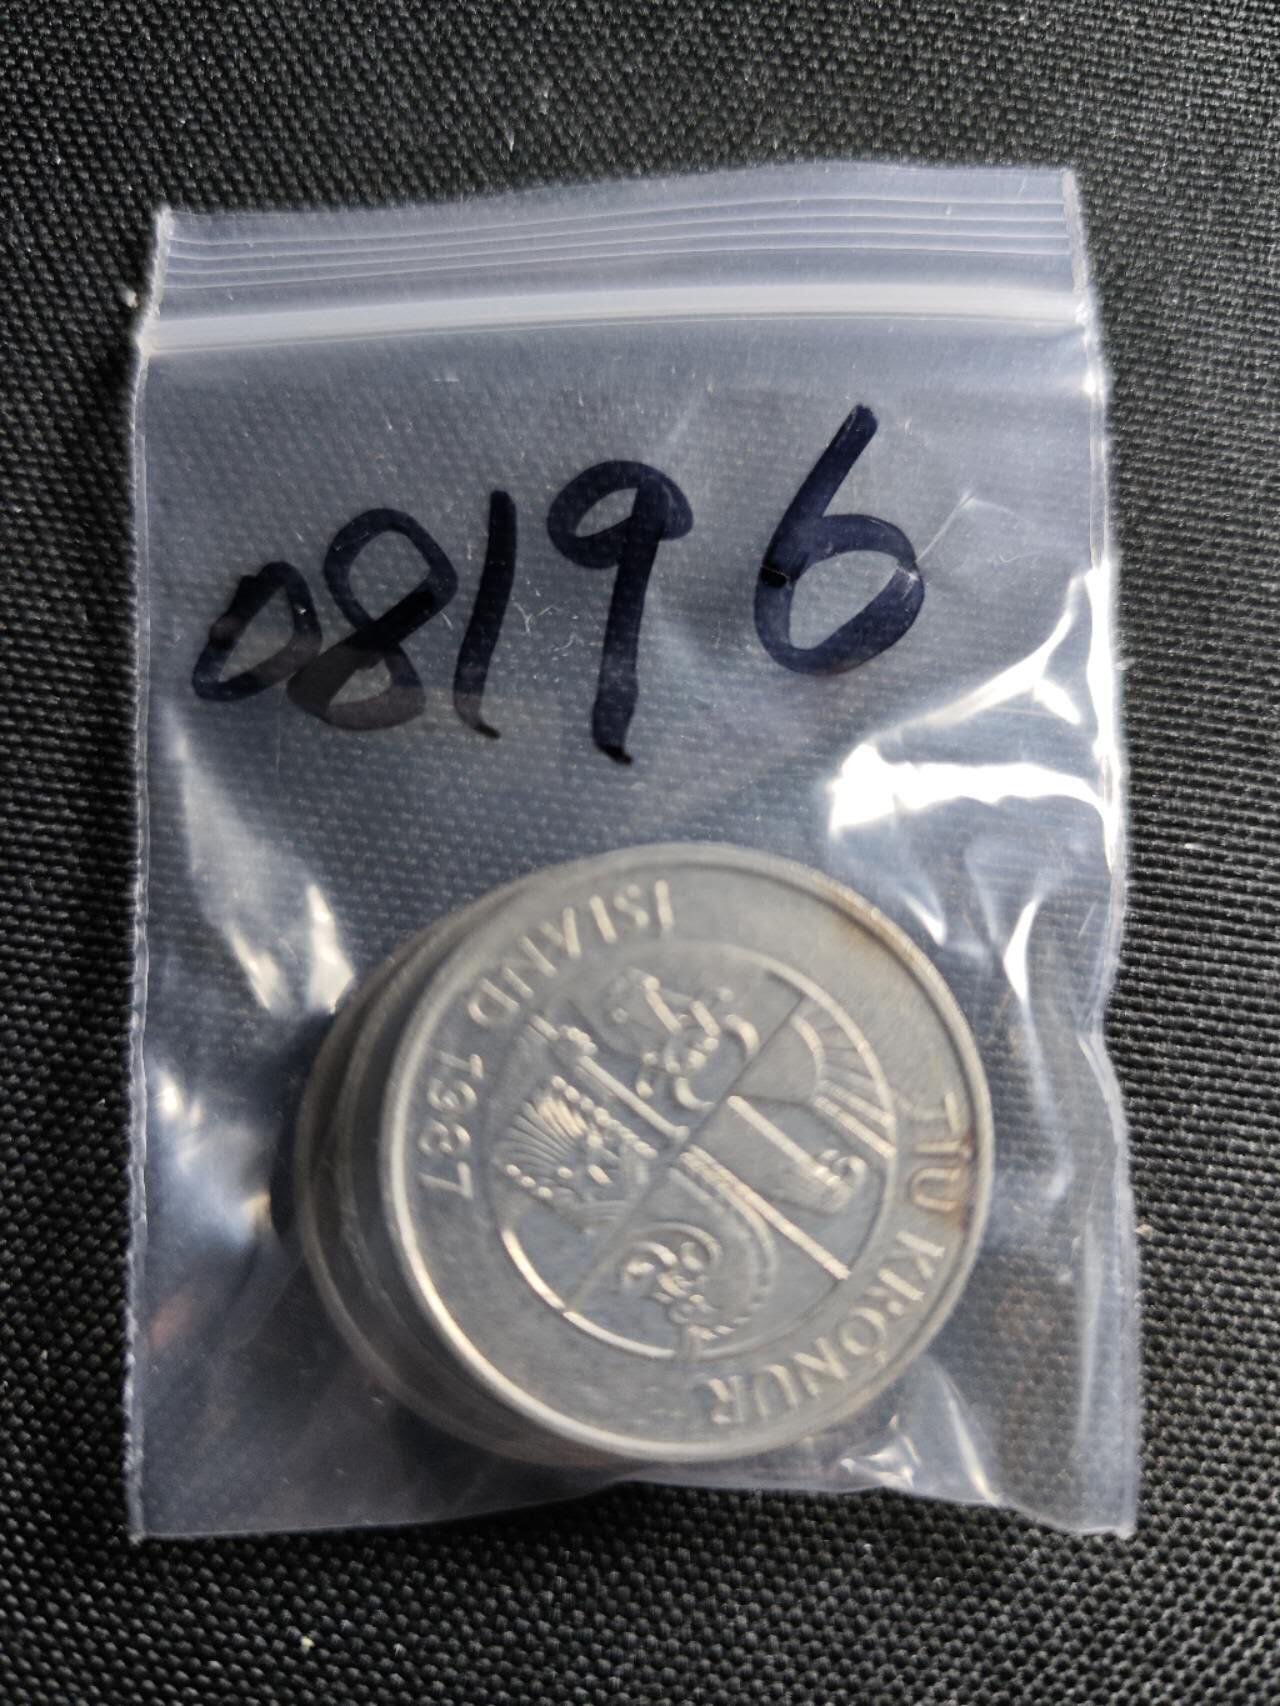 08196
ÍSLAND 1987
TÍU KRÓNUR